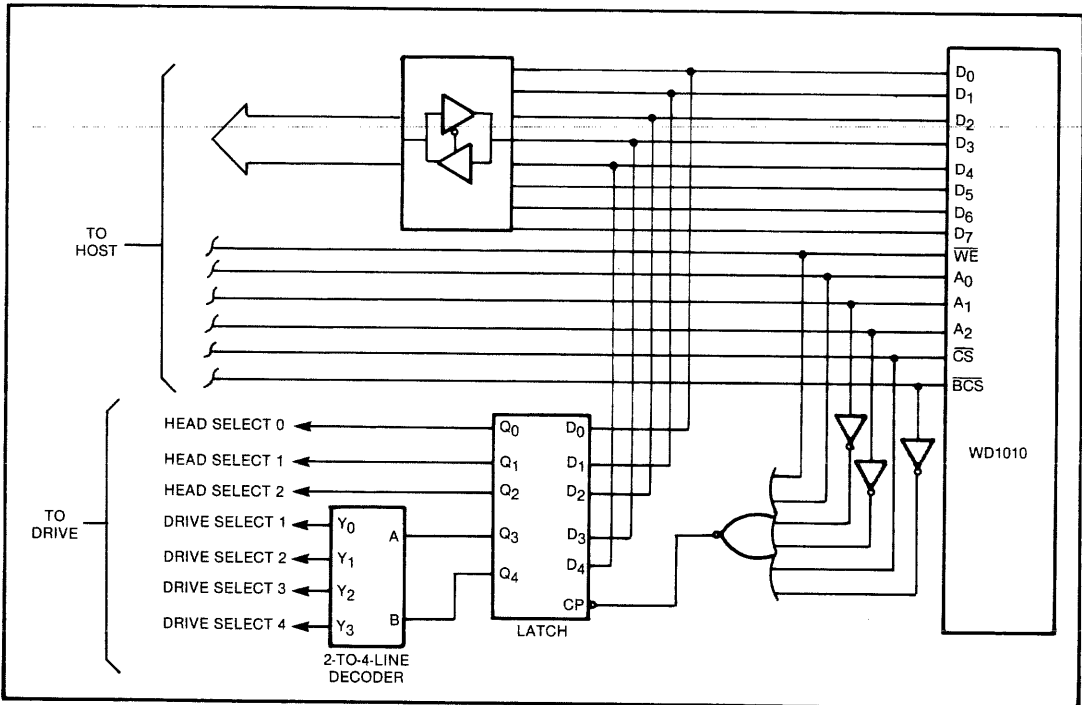 TO
HOST
D0
D1
D2
D3
D4
D5
D6
D7
WE
A0
A1
A2
CS
BCS
WD1010
TO
DRIVE
HEAD SELECT 0
HEAD SELECT 1
HEAD SELECT 2
DRIVE SELECT 1
DRIVE SELECT 2
DRIVE SELECT 3
DRIVE SELECT 4
Y0
Y1
Y2
Y3
A
B
2-TO-4-LINE
DECODER
Q0
Q1
Q2
Q3
Q4
D0
D1
D2
D3
D4
CP
LATCH